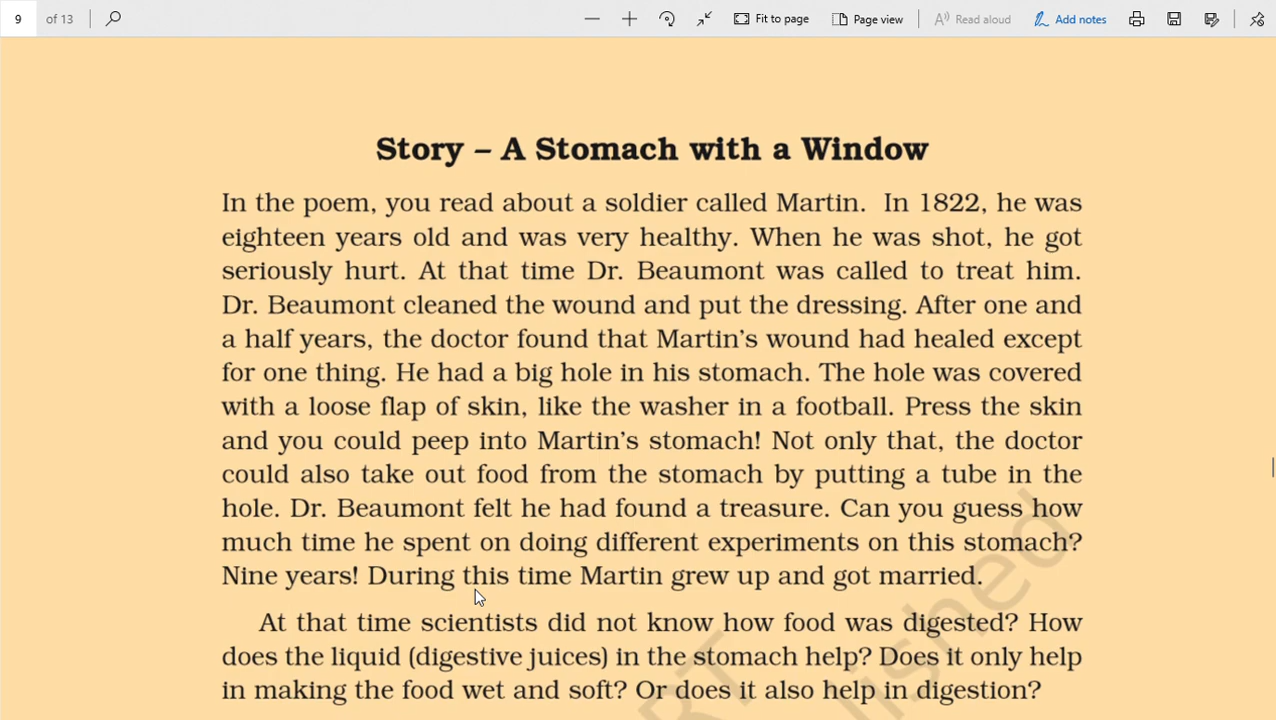 9 of 13 Fit to page Page view Read aloud Add notes
Story – A Stomach with a Window
In the poem, you read about a soldier called Martin. In 1822, he was
eighteen years old and was very healthy. When he was shot, he got
seriously hurt. At that time Dr. Beaumont was called to treat him.
Dr. Beaumont cleaned the wound and put the dressing. After one and
a half years, the doctor found that Martin's wound had healed except
for one thing. He had a big hole in his stomach. The hole was covered
with a loose flap of skin, like the washer in a football. Press the skin
and you could peep into Martin's stomach! Not only that, the doctor
could also take out food from the stomach by putting a tube in the
hole. Dr. Beaumont felt he had found a treasure. Can you guess how
much time he spent on doing different experiments on this stomach?
Nine years! During this time Martin grew up and got married.
At that time scientists did not know how food was digested? How
does the liquid (digestive juices) in the stomach help? Does it only help
in making the food wet and soft? Or does it also help in digestion?